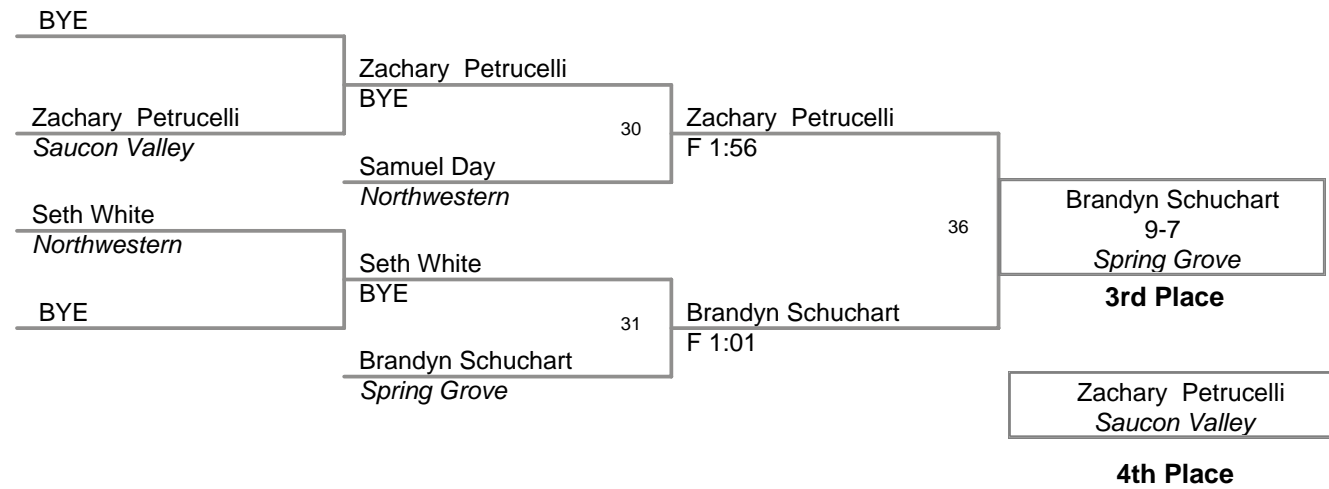 BYE
Zachary Petrucelli
BYE
Zachary Petrucelli
Saucon Valley
30
Zachary Petrucelli
F 1:56
Samuel Day
Northwestern
Seth White
Northwestern
36
Brandyn Schuchart
9-7
Spring Grove
3rd Place
Seth White
BYE
BYE
31
Brandyn Schuchart
F 1:01
Brandyn Schuchart
Spring Grove
Zachary Petrucelli
Saucon Valley
4th Place